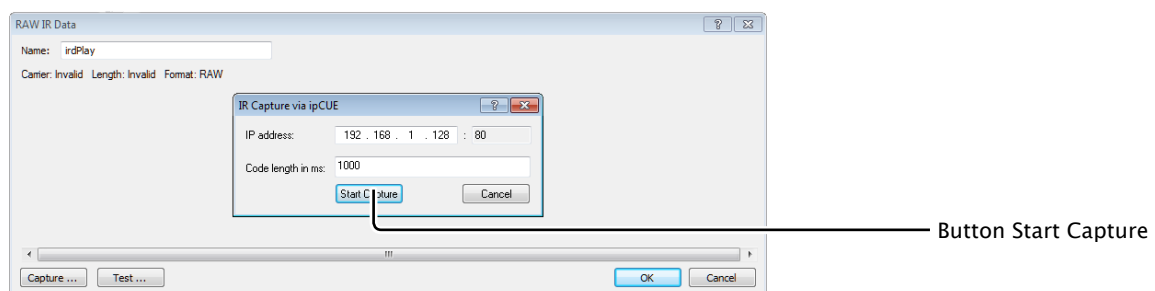 RAW IR Data
Name: irdPlay
Carrier: Invalid Length: Invalid Format: RAW
IR Capture via ipCUE
IP address: 192 . 168 . 1 . 128 : 80
Code length in ms: 1000
Start Capture Cancel
Button Start Capture
Capture ... Test ... OK Cancel